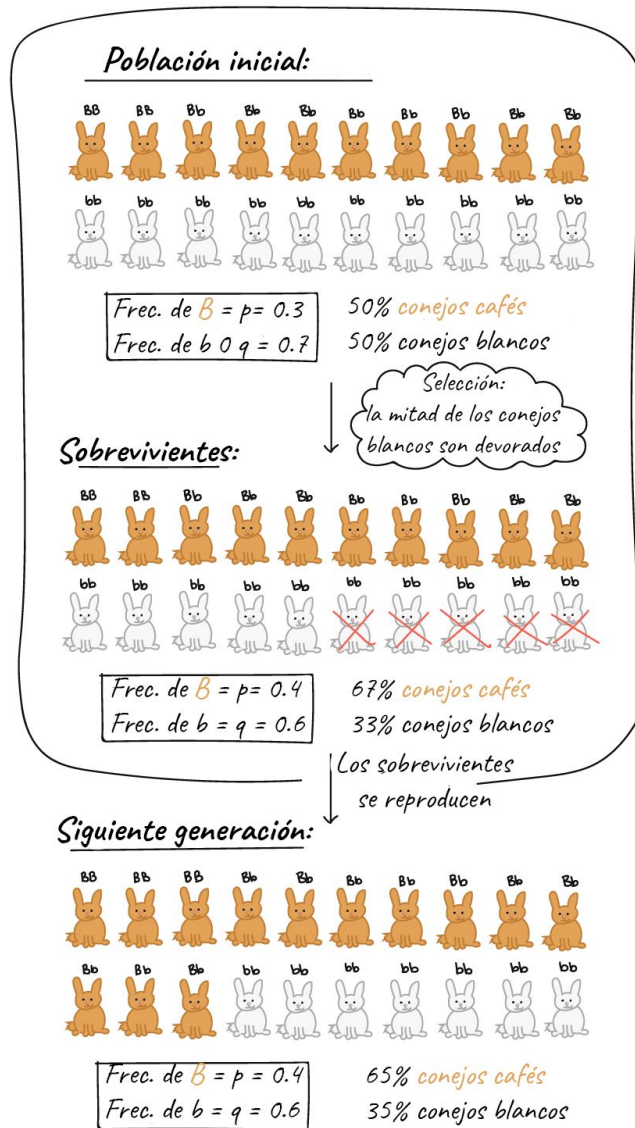 Población inicial:
BB BB Bb Bb Bb Bb Bb Bb Bb Bb
bb bb bb bb bb bb bb bb bb bb
Frec. de B = p= 0.3
50% conejos cafés
Frec. de b 0 q = 0.7
50% conejos blancos
Selección:
la mitad de los conejos
blancos son devorados
Sobrevivientes:
BB BB Bb Bb Bb Bb Bb Bb Bb Bb
bb bb bb bb bb bb bb bb bb bb
Frec. de B = p= 0.4
67% conejos cafés
Frec. de b = q = 0.6
33% conejos blancos
Los sobrevivientes
se reproducen
Siguiente generación:
BB BB BB Bb Bb Bb Bb Bb Bb Bb
Bb Bb Bb bb bb bb bb bb bb bb
Frec. de B = p = 0.4
65% conejos cafés
Frec. de b = q = 0.6
35% conejos blancos